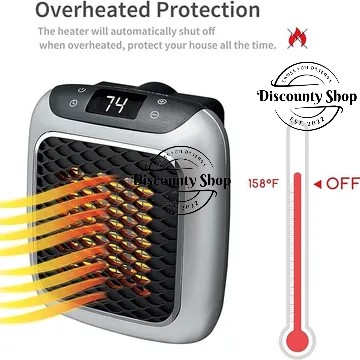 Overheated Protection
The heater will automatically shut off
when overheated, protect your house all the time.
74
Discounty Shop
EST. 2022
Discounty Shop
158°F
OFF